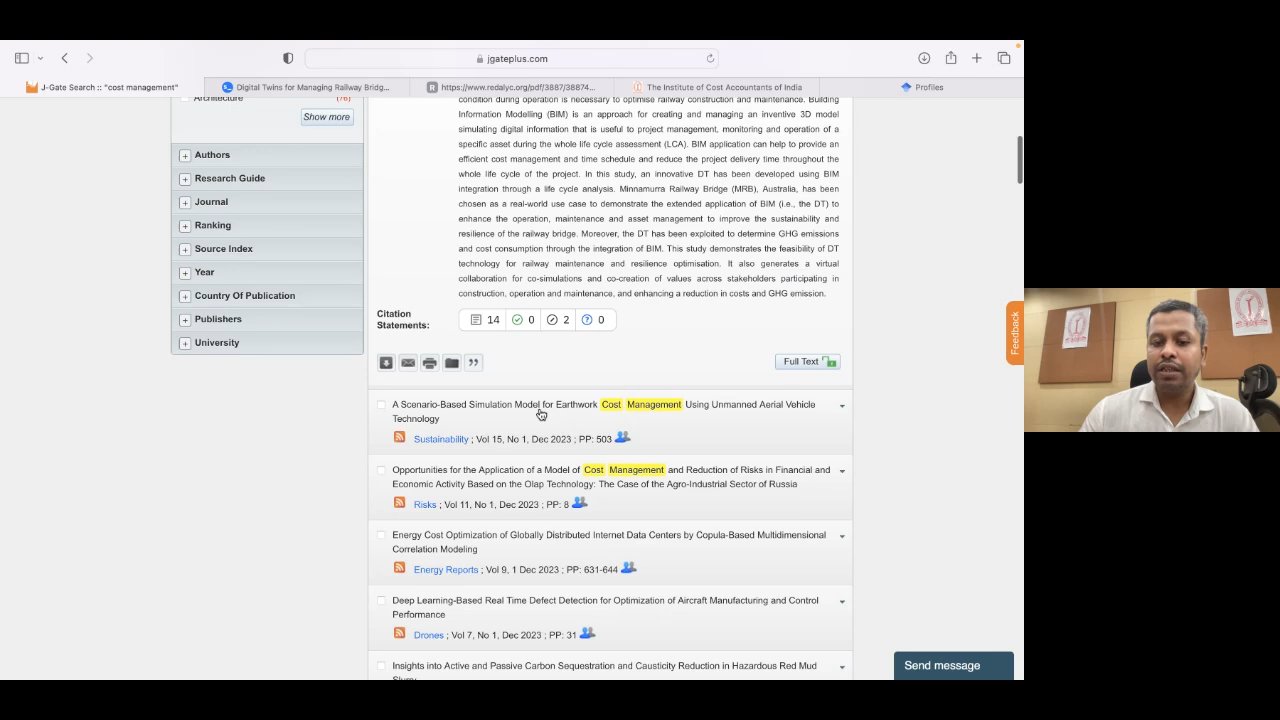 jgateplus.com
J-Gate Search :: "cost management"
Digital Twins for Managing Railway Bridg...
https://www.redalyc.org/pdf/3887/38874...
The Institute of Cost Accountants of India
Profiles
Architecture (76)
Show more
Authors
Research Guide
Journal
Ranking
Source Index
Year
Country Of Publication
Publishers
University
condition during operation is necessary to optimise railway construction and maintenance. Building
Information Modelling (BIM) is an approach for creating and managing an inventive 3D model
simulating digital information that is useful to project management, monitoring and operation of a
specific asset during the whole life cycle assessment (LCA). BIM application can help to provide an
efficient cost management and time schedule and reduce the project delivery time throughout the
whole life cycle of the project. In this study, an innovative DT has been developed using BIM
integration through a life cycle analysis. Minnamurra Railway Bridge (MRB), Australia, has been
chosen as a real-world use case to demonstrate the extended application of BIM (i.e., the DT) to
enhance the operation, maintenance and asset management to improve the sustainability and
resilience of the railway bridge. Moreover, the DT has been exploited to determine GHG emissions
and cost consumption through the integration of BIM. This study demonstrates the feasibility of DT
technology for railway maintenance and resilience optimisation. It also generates a virtual
collaboration for co-simulations and co-creation of values across stakeholders participating in
construction, operation and maintenance, and enhancing a reduction in costs and GHG emission.
Citation
Statements:
14 0 2 0
Full Text
A Scenario-Based Simulation Model for Earthwork Cost Management Using Unmanned Aerial Vehicle
Technology
Sustainability ; Vol 15, No 1, Dec 2023 ; PP: 503
Opportunities for the Application of a Model of Cost Management and Reduction of Risks in Financial and
Economic Activity Based on the Olap Technology: The Case of the Agro-Industrial Sector of Russia
Risks ; Vol 11, No 1, Dec 2023 ; PP: 8
Energy Cost Optimization of Globally Distributed Internet Data Centers by Copula-Based Multidimensional
Correlation Modeling
Energy Reports ; Vol 9, 1 Dec 2023 ; PP: 631-644
Deep Learning-Based Real Time Defect Detection for Optimization of Aircraft Manufacturing and Control
Performance
Drones ; Vol 7, No 1, Dec 2023 ; PP: 31
Insights into Active and Passive Carbon Sequestration and Causticity Reduction in Hazardous Red Mud
Slurry
Feedback
Send message